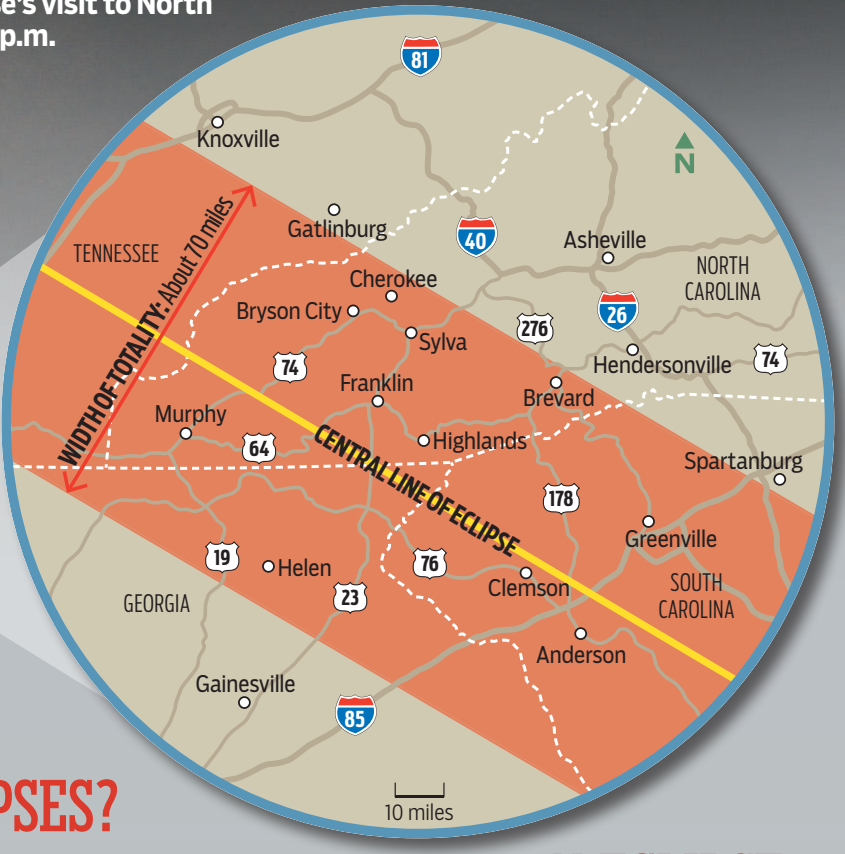 se's visit to North
p.m.
81
Knoxville
N
Gatlinburg
40
Asheville
TENNESSEE
NORTH
CAROLINA
WIDTH OF TOTALITY: About 70 miles
Cherokee
Bryson City
26
276
Sylva
74
Hendersonville
74
Franklin
Brevard
Murphy
64
Highlands
CENTRAL LINE OF ECLIPSE
Spartanburg
178
Greenville
19
Helen
76
Clemson
23
SOUTH
CAROLINA
GEORGIA
Anderson
Gainesville
85
10 miles
PSES?